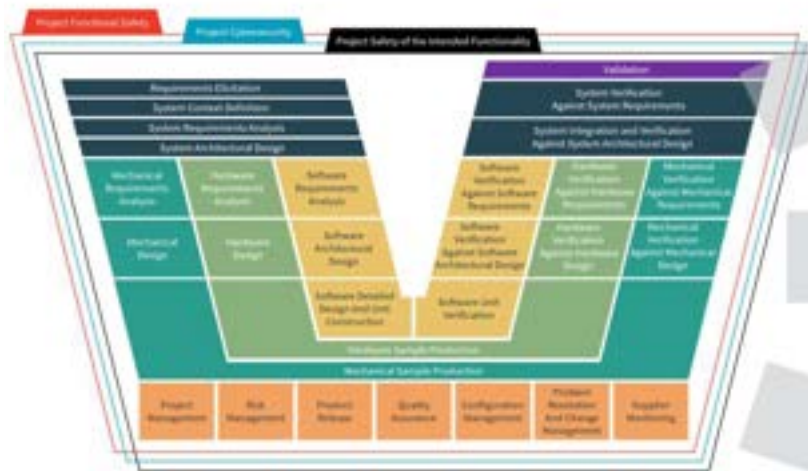 Project Functional Safety
Project Cybersecurity
Project Safety of the Intended Functionality
Requirements Elicitation
System Context Definition
System Requirements Analysis
System Architectural Design
Validation
System Verification
Against System Requirements
System Integration and Verification
Against System Architectural Design
Mechanical
Requirements
Analysis
Hardware
Requirements
Analysis
Software
Requirements
Analysis
Software
Verification
Against Software
Requirements
Hardware
Verification
Against Hardware
Requirements
Mechanical
Verification
Against Mechanical
Requirements
Mechanical
Design
Hardware
Design
Software
Architectural
Design
Software
Verification
Against Software
Architectural Design
Hardware
Verification
Against Hardware
Design
Mechanical
Verification
Against Mechanical
Design
Software Detailed
Design and Unit
Construction
Software Unit
Verification
Hardware Sample Production
Mechanical Sample Production
Project
Management
Risk
Management
Product
Release
Quality
Assurance
Configuration
Management
Problem
Resolution
And Change
Management
Supplier
Monitoring